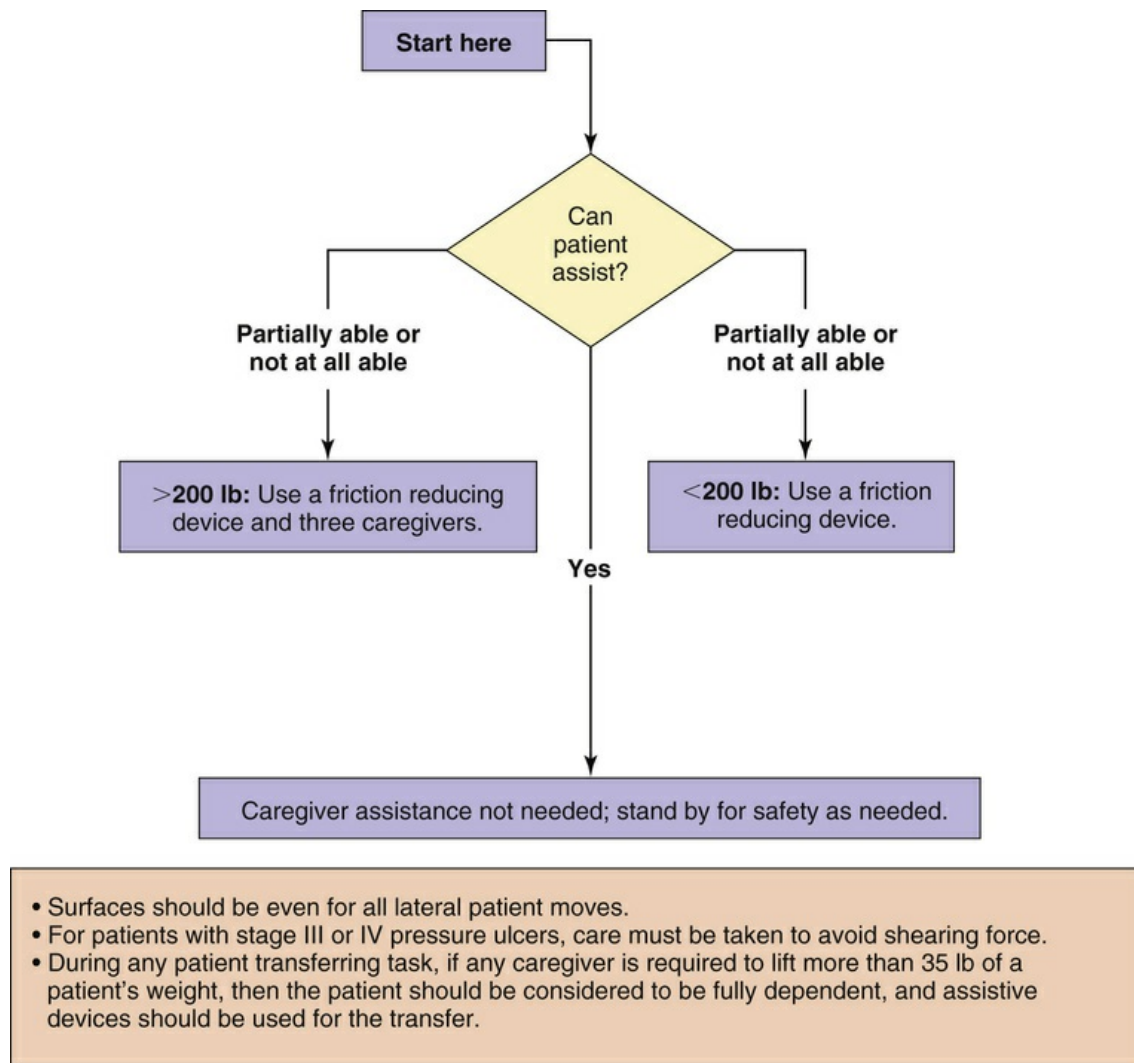 Start here
Can
patient
assist?
Partially able or
not at all able
Partially able or
not at all able
>200 lb: Use a friction reducing
device and three caregivers.
<200 lb: Use a friction
reducing device.
Yes
Caregiver assistance not needed; stand by for safety as needed.
• Surfaces should be even for all lateral patient moves.
• For patients with stage III or IV pressure ulcers, care must be taken to avoid shearing force.
• During any patient transferring task, if any caregiver is required to lift more than 35 lb of a
patient's weight, then the patient should be considered to be fully dependent, and assistive
devices should be used for the transfer.